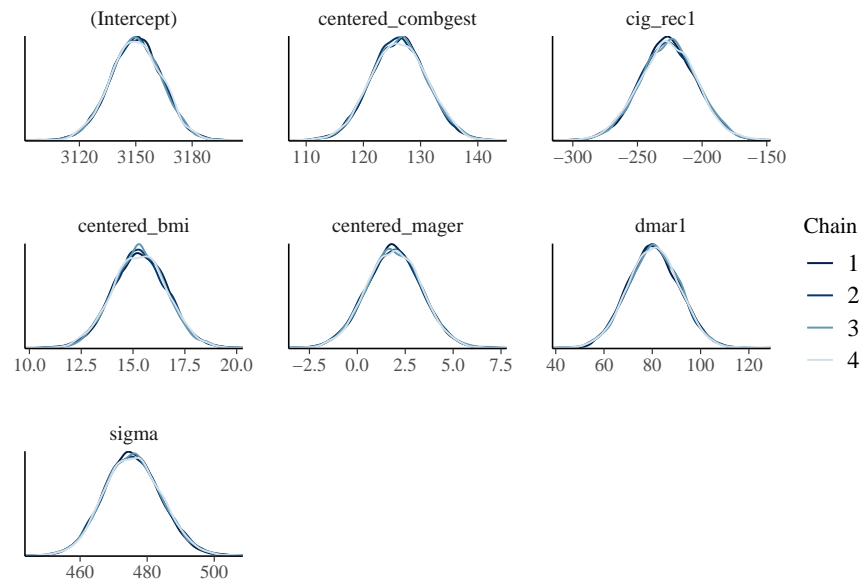 (Intercept) centered_combgest cig_rec1
3120 3150 3180 110 120 130 140 −300 −250 −200 −150
centered_bmi centered_mager dmar1
10.0 12.5 15.0 17.5 20.0 −2.5 0.0 2.5 5.0 7.5 40 60 80 100 120
Chain
1
2
3
4
sigma
460 480 500